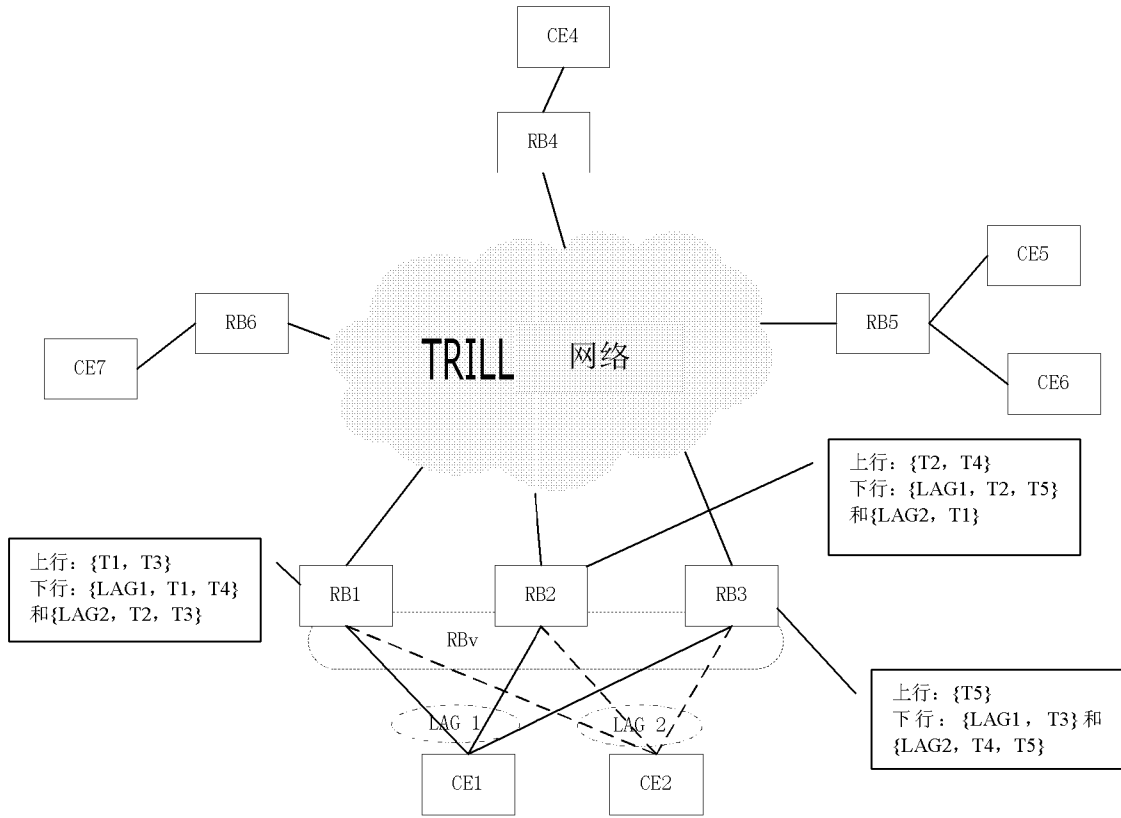 CE4
RB4
CE5
RB6
RB5
TRILL 网络
CE7
CE6
上行：{T2，T4}
下行：{LAG1，T2，T5}
和{LAG2，T1}
上行：{T1，T3}
下行：{LAG1，T1，T4}
和{LAG2，T2，T3}
RB1
RB2
RB3
RBv
上行：{T5}
下行：{LAG1，T3}和
{LAG2，T4，T5}
LAG 1
LAG 2
CE1
CE2